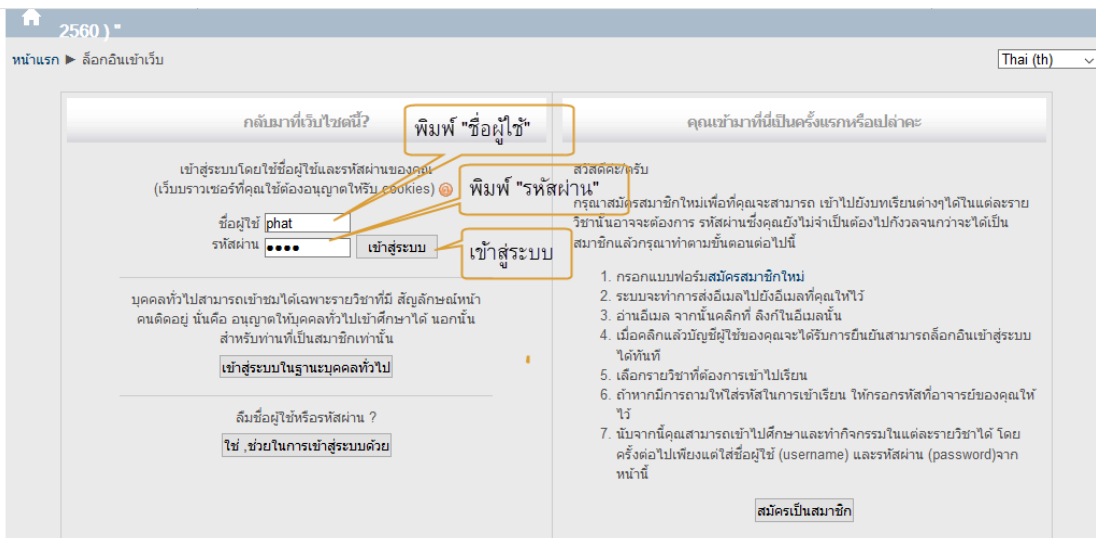 2560 ) "
หน้าแรก ► ล็อกอินเข้าเว็บ
Thai (th)
กลับมาที่เว็บไซตนี้?
พิมพ์ "ชื่อผู้ใช้"
เข้าสู่ระบบโดยใช้ชื่อผู้ใช้และรหัสผ่านของคุณ
(เว็บบราวเซอร์ที่คุณใช้ต้องอนุญาตให้รับ cookies)
พิมพ์ "รหัสผ่าน"
ชื่อผู้ใช้ phat
รหัสผ่าน ●●●● เข้าสู่ระบบ
เข้าสู่ระบบ
บุคคลทั่วไปสามารถเข้าชมได้เฉพาะรายวิชาที่มี สัญลักษณ์หน้า
คนติดอยู่ นั่นคือ อนุญาตให้บุคคลทั่วไปเข้าศึกษาได้ นอกนั้น
สำหรับท่านที่เป็นสมาชิกเท่านั้น
เข้าสู่ระบบในฐานะบุคคลทั่วไป
ลืมชื่อผู้ใช้หรือรหัสผ่าน ?
ใช่ ,ช่วยในการเข้าสู่ระบบด้วย
คุณเข้ามาที่นี่เป็นครั้งแรกหรือเปล่าคะ
สวัสดีค่ะ/ครับ
กรุณาสมัครสมาชิกใหม่เพื่อที่คุณจะสามารถ เข้าไปยังบทเรียนต่างๆได้ในแต่ละราย
วิชานั้นอาจจะต้องการ รหัสผ่านซึ่งคุณยังไม่จำเป็นต้องไปกังวลจนกว่าจะได้เป็น
สมาชิกแล้วกรุณาทำตามขั้นตอนต่อไปนี้
1. กรอกแบบฟอร์มสมัครสมาชิกใหม่
2. ระบบจะทำการส่งอีเมลไปยังอีเมลที่คุณให้ไว้
3. อ่านอีเมล จากนั้นคลิกที่ ลิงก์ในอีเมลนั้น
4. เมื่อคลิกแล้วบัญชีผู้ใช้ของคุณจะได้รับการยืนยันสามารถล็อกอินเข้าสู่ระบบ
ได้ทันที
5. เลือกรายวิชาที่ต้องการเข้าไปเรียน
6. ถ้าหากมีการถามให้ใส่รหัสในการเข้าเรียน ให้กรอกรหัสที่อาจารย์ของคุณให้
ไว้
7. นับจากนี้คุณสามารถเข้าไปศึกษาและทำกิจกรรมในแต่ละรายวิชาได้ โดย
ครั้งต่อไปเพียงแต่ใส่ชื่อผู้ใช้ (username) และรหัสผ่าน (password)จาก
หน้านี้
สมัครเป็นสมาชิก